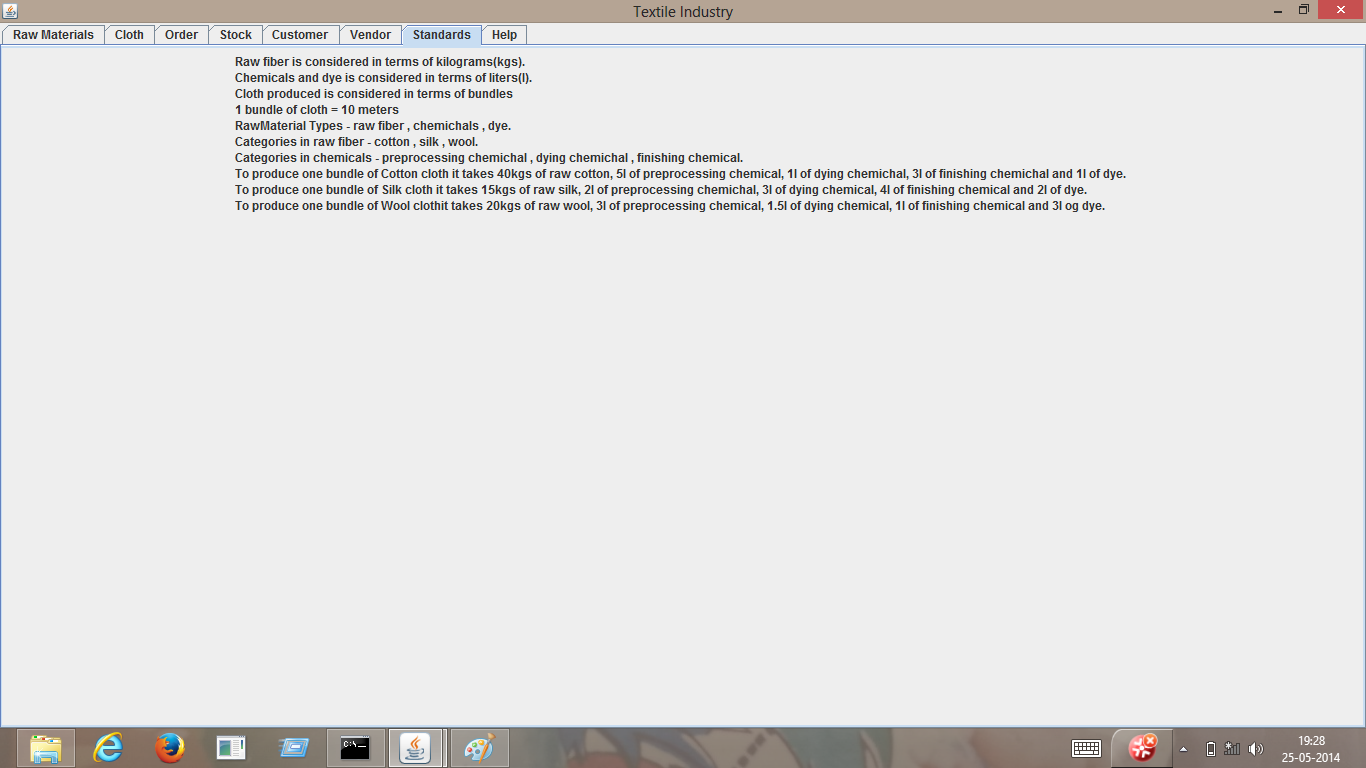 Textile Industry
Raw Materials Cloth Order Stock Customer Vendor Standards Help
Raw fiber is considered in terms of kilograms(kgs).
Chemicals and dye is considered in terms of liters(l).
Cloth produced is considered in terms of bundles
1 bundle of cloth = 10 meters
RawMaterial Types - raw fiber , chemichals , dye.
Categories in raw fiber - cotton , silk , wool.
Categories in chemicals - preprocessing chemichal , dying chemichal , finishing chemical.
To produce one bundle of Cotton cloth it takes 40kgs of raw cotton, 5l of preprocessing chemical, 1l of dying chemichal, 3l of finishing chemichal and 1l of dye.
To produce one bundle of Silk cloth it takes 15kgs of raw silk, 2l of preprocessing chemichal, 3l of dying chemical, 4l of finishing chemical and 2l of dye.
To produce one bundle of Wool clothit takes 20kgs of raw wool, 3l of preprocessing chemical, 1.5l of dying chemical, 1l of finishing chemical and 3l og dye.
C:\_
19:28
25-05-2014